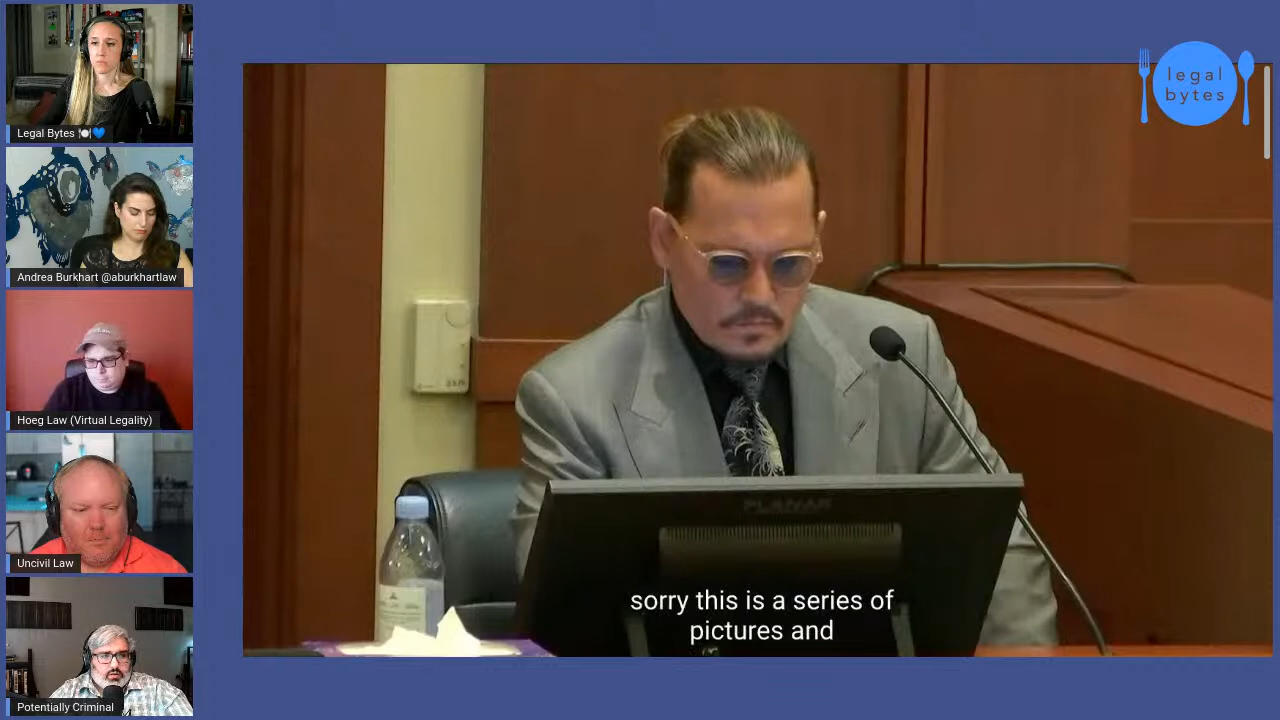 Legal Bytes 🍽️💙
Andrea Burkhart @aburkhartlaw
Hoeg Law (Virtual Legality)
Uncivil Law
Potentially Criminal
legal
bytes
PLANAR
sorry this is a series of
pictures and